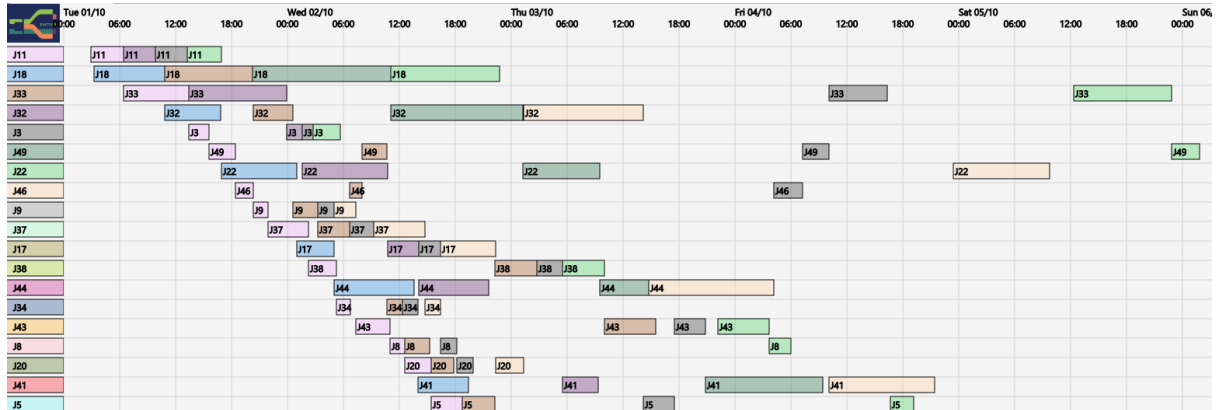 Tue 01/10 Wed 02/10 Thu 03/10 Fri 04/10 Sat 05/10 Sun 06/
00:00 06:00 12:00 18:00 00:00 06:00 12:00 18:00 00:00 06:00 12:00 18:00 00:00 06:00 12:00 18:00 00:00 06:00 12:00 18:00 00:00
J11 J11 J11 J11 J11
J18 J18 J18 J18 J18
J33 J33 J33 J33 J33
J32 J32 J32 J32 J32
J3 J3 J3 J3 J3
J49 J49 J49 J49 J49
J22 J22 J22 J22 J22
J46 J46 J46 J46
J9 J9 J9 J9 J9
J37 J37 J37 J37 J37
J17 J17 J17 J17 J17
J38 J38 J38 J38 J38
J44 J44 J44 J44 J44
J34 J34 J34 J34 J34
J43 J43 J43 J43 J43
J8 J8 J8 J8 J8
J20 J20 J20 J20 J20
J41 J41 J41 J41 J41
J5 J5 J5 J5 J5